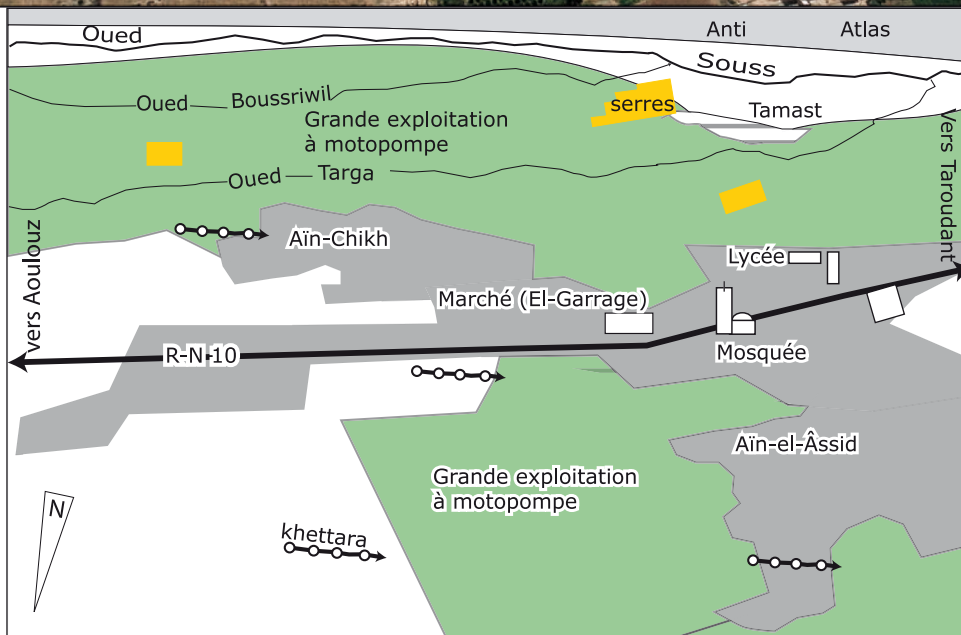 Oued
Anti Atlas
Souss
Oued Boussriwil
serres
Tamast
Grande exploitation
à motopompe
Oued Targa
Vers Taroudant
vers Aoulouz
Aïn-Chikh
Lycée
Marché (El-Garrage)
R-N-10
Mosquée
Aïn-el-Âssid
Grande exploitation
à motopompe
N
khettara